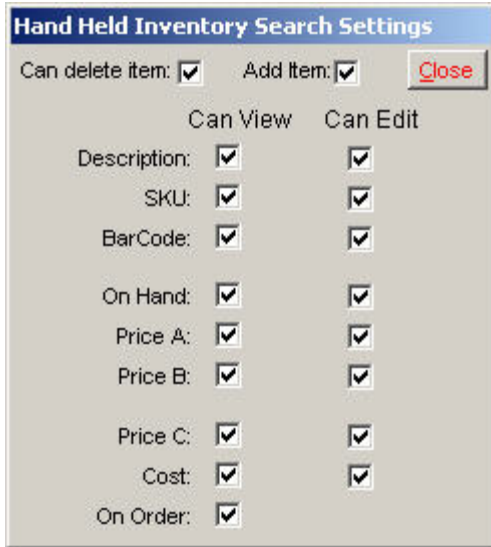 Hand Held Inventory Search Settings
Can delete item: Add Item: Close
Can View Can Edit
Description:
SKU:
BarCode:
On Hand:
Price A:
Price B:
Price C:
Cost:
On Order: